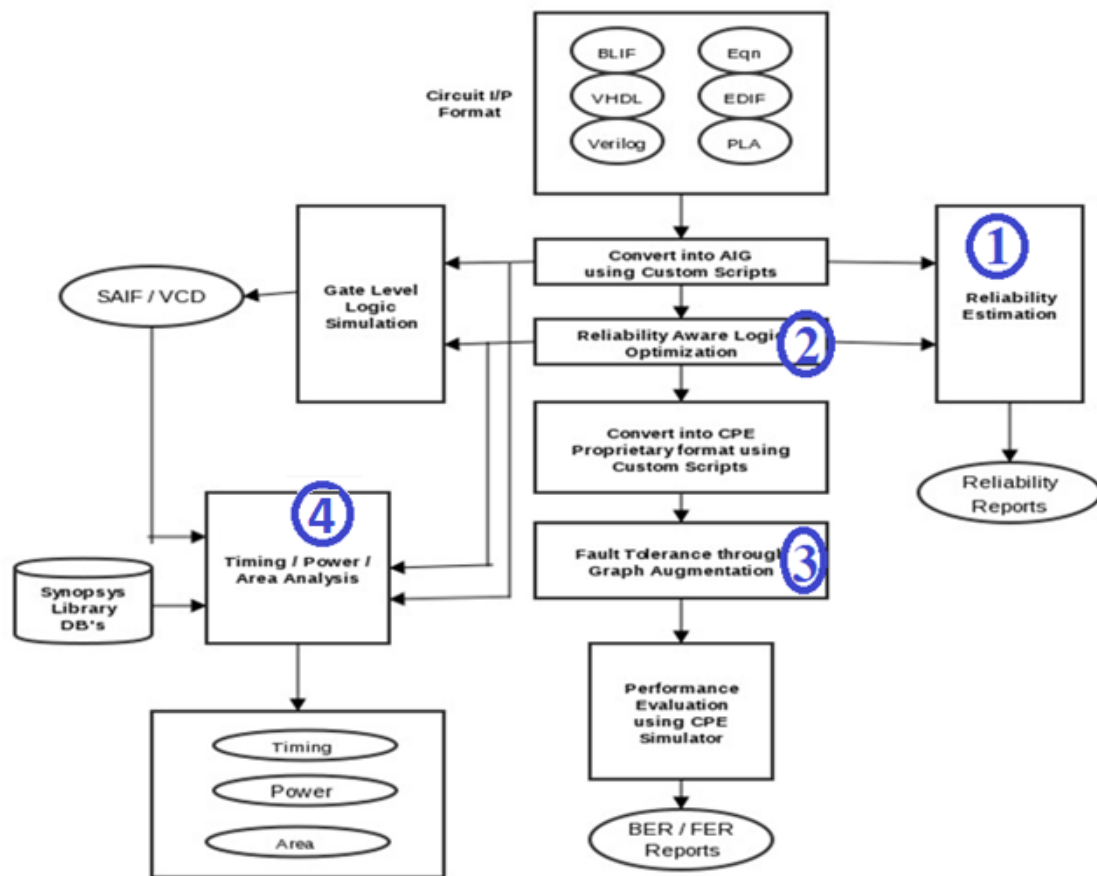 BLIF
Eqn
Circuit I/P
Format
VHDL
EDIF
Verilog
PLA
Convert into AIG
using Custom Scripts
1
Reliability
Estimation
Gate Level
Logic
Simulation
SAIF / VCD
Reliability Aware Logic
Optimization
2
Convert into CPE
Proprietary format using
Custom Scripts
Reliability
Reports
4
Timing / Power /
Area Analysis
Fault Tolerance through
Graph Augmentation
3
Synopsys
Library
DB's
Performance
Evaluation
using CPE
Simulator
Timing
Power
Area
BER / FER
Reports